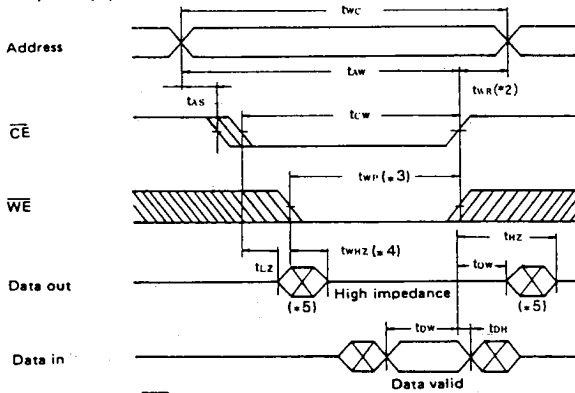 twc
Address
tAW
tWR(*2)
tAS
tCW
CE
tWP(*3)
WE
tHZ
tLZ
tWHZ(*4)
tOW
Data out
High impedance
(*5)
(*5)
tDW
tDH
Data in
Data valid